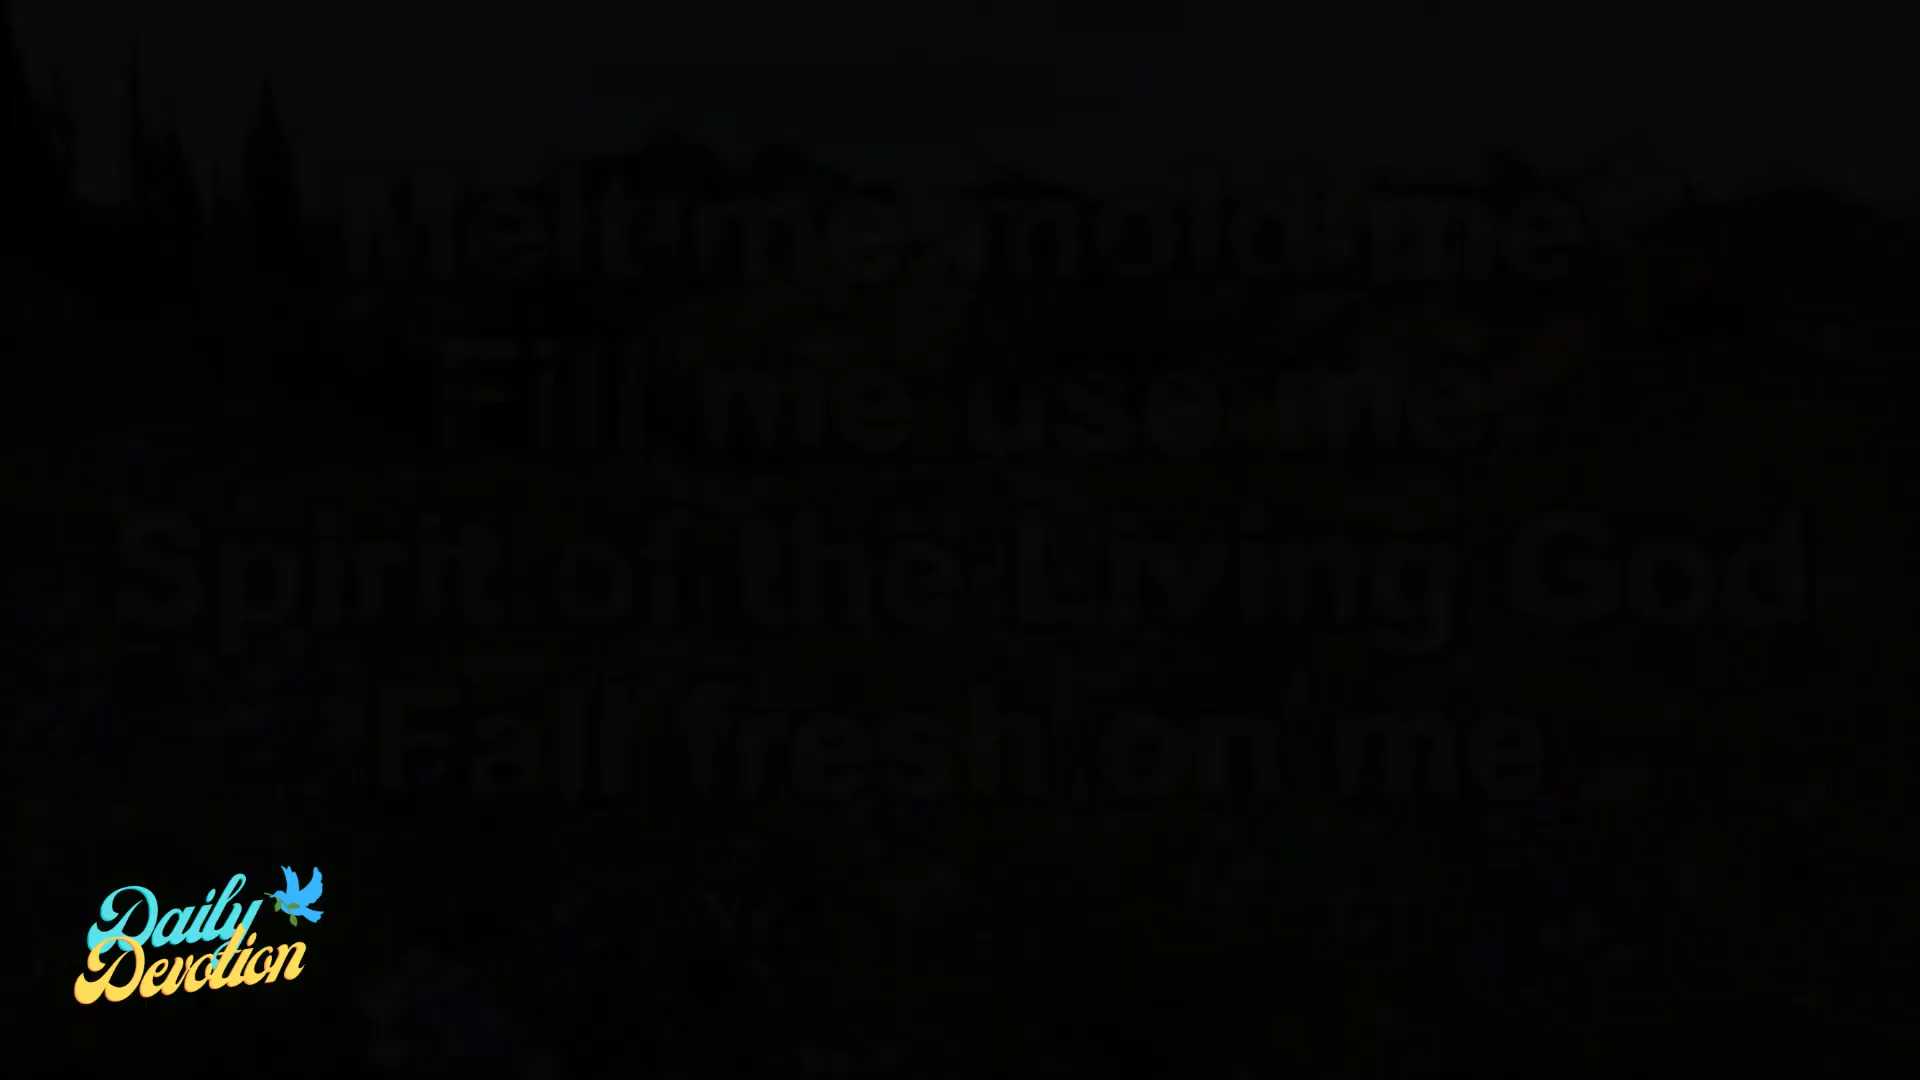 Melt me mold me
Fill me use me
Spirit of the Living God
Fall fresh on me
Daily
Devotion